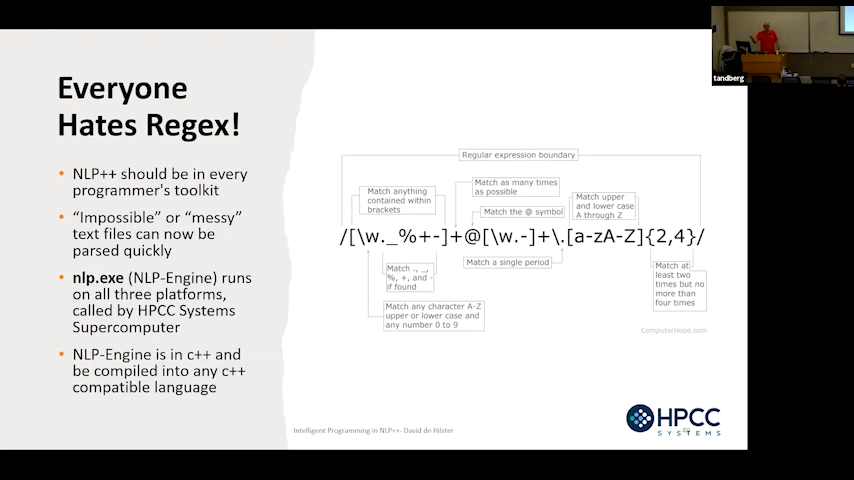 tandberg
Everyone
Hates Regex!
• NLP++ should be in every
programmer's toolkit
• “Impossible” or “messy”
text files can now be
parsed quickly
• nlp.exe (NLP-Engine) runs
on all three platforms,
called by HPCC Systems
Supercomputer
• NLP-Engine is in c++ and
be compiled into any c++
compatible language
Regular expression boundary
Match anything
contained within
brackets
Match as many times
as possible
Match the @ symbol
Match upper
and lower case
A through Z
/[\w._%+-]+@[\w.-]+\.[a-zA-Z]{2,4}/
Match ., _,
%, +, and -
if found
Match a single period
Match at
least two
times but no
more than
four times
Match any character A-Z
upper or lower case and
any number 0 to 9
ComputerHope.com
Intelligent Programming in NLP++- David de Hilster
HPCC
SYSTEMS